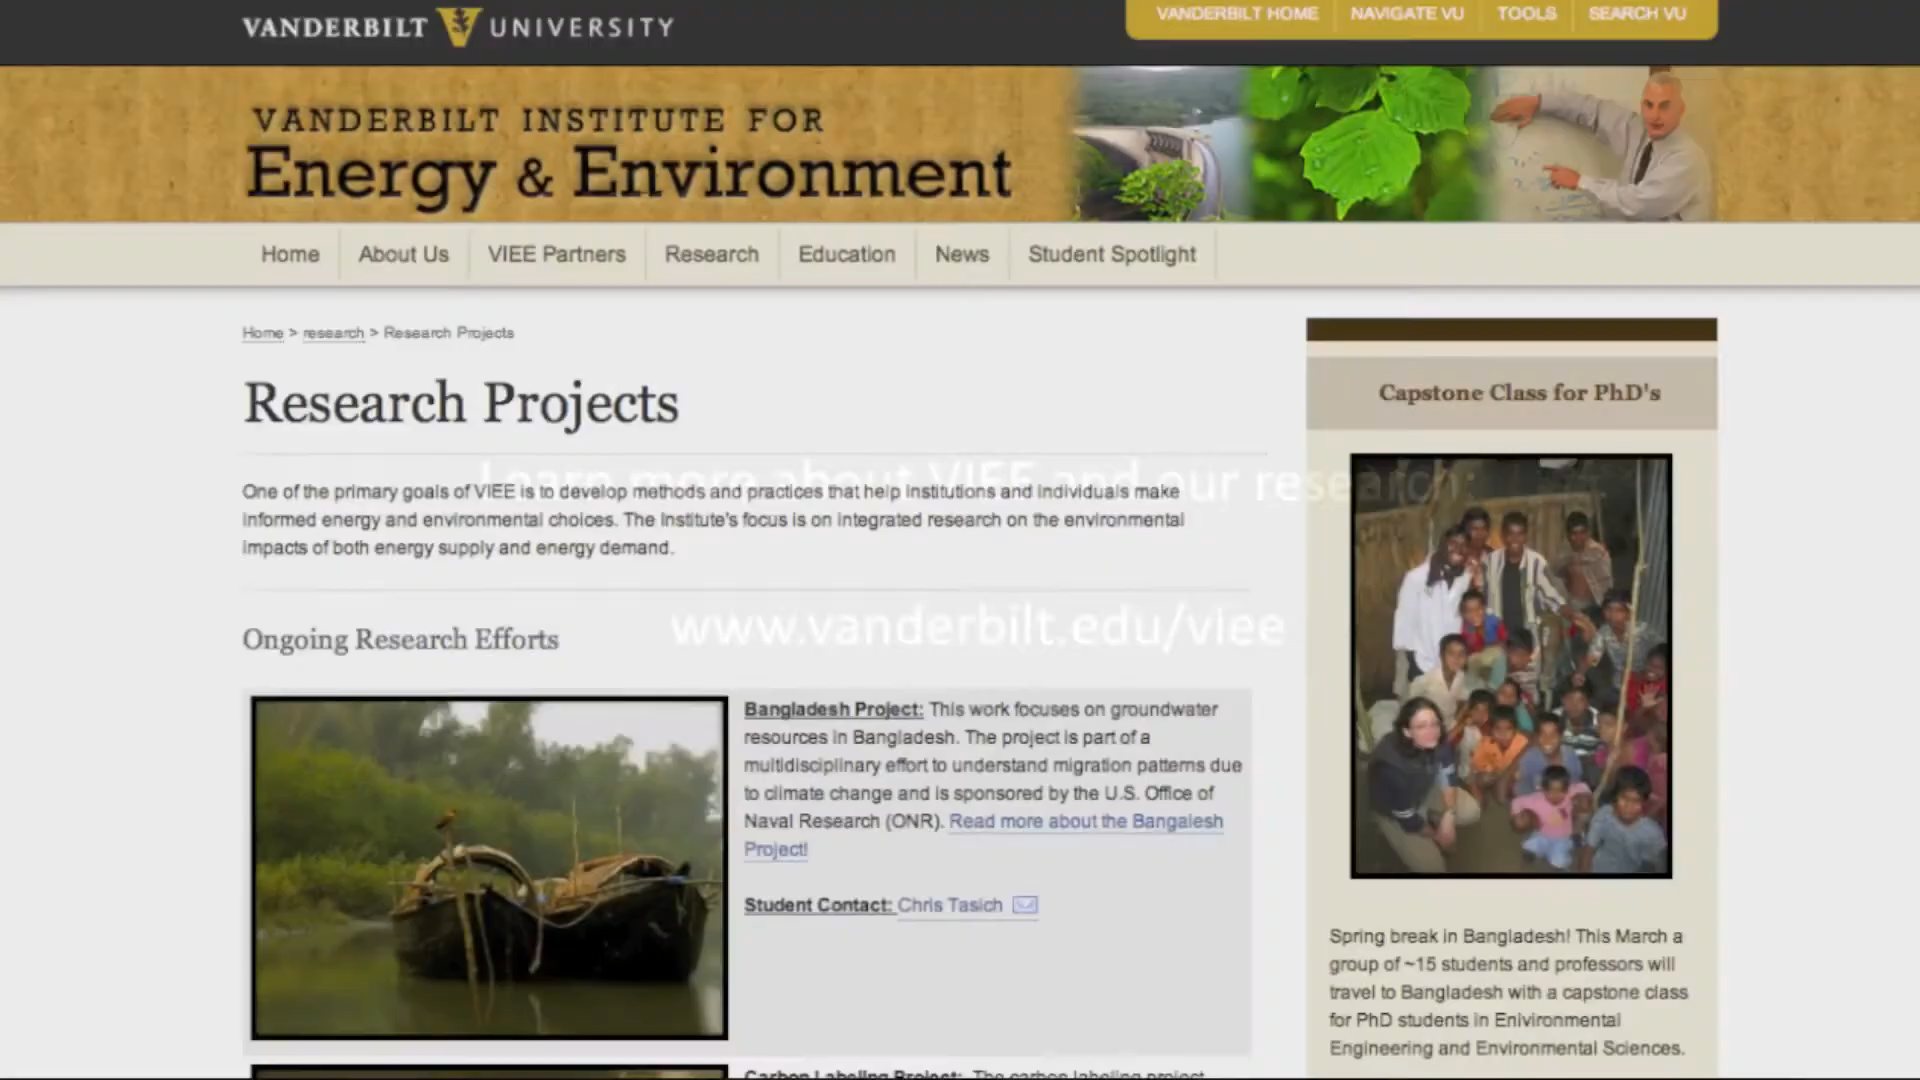 VANDERBILT UNIVERSITY
VANDERBILT HOME
NAVIGATE VU
TOOLS
SEARCH VU
VANDERBILT INSTITUTE FOR
Energy & Environment
Home
About Us
VIEE Partners
Research
Education
News
Student Spotlight
Home > research > Research Projects
Research Projects
Learn more about VIEE and our research:
One of the primary goals of VIEE is to develop methods and practices that help institutions and individuals make
informed energy and environmental choices. The Institute's focus is on integrated research on the environmental
impacts of both energy supply and energy demand.
www.vanderbilt.edu/viee
Ongoing Research Efforts
Bangladesh Project: This work focuses on groundwater
resources in Bangladesh. The project is part of a
multidisciplinary effort to understand migration patterns due
to climate change and is sponsored by the U.S. Office of
Naval Research (ONR). Read more about the Bangalesh
Project!
Student Contact: Chris Tasich
Carbon Labeling Project: The carbon labeling project
Capstone Class for PhD's
Spring break in Bangladesh! This March a
group of ~15 students and professors will
travel to Bangladesh with a capstone class
for PhD students in Enivironmental
Engineering and Environmental Sciences.